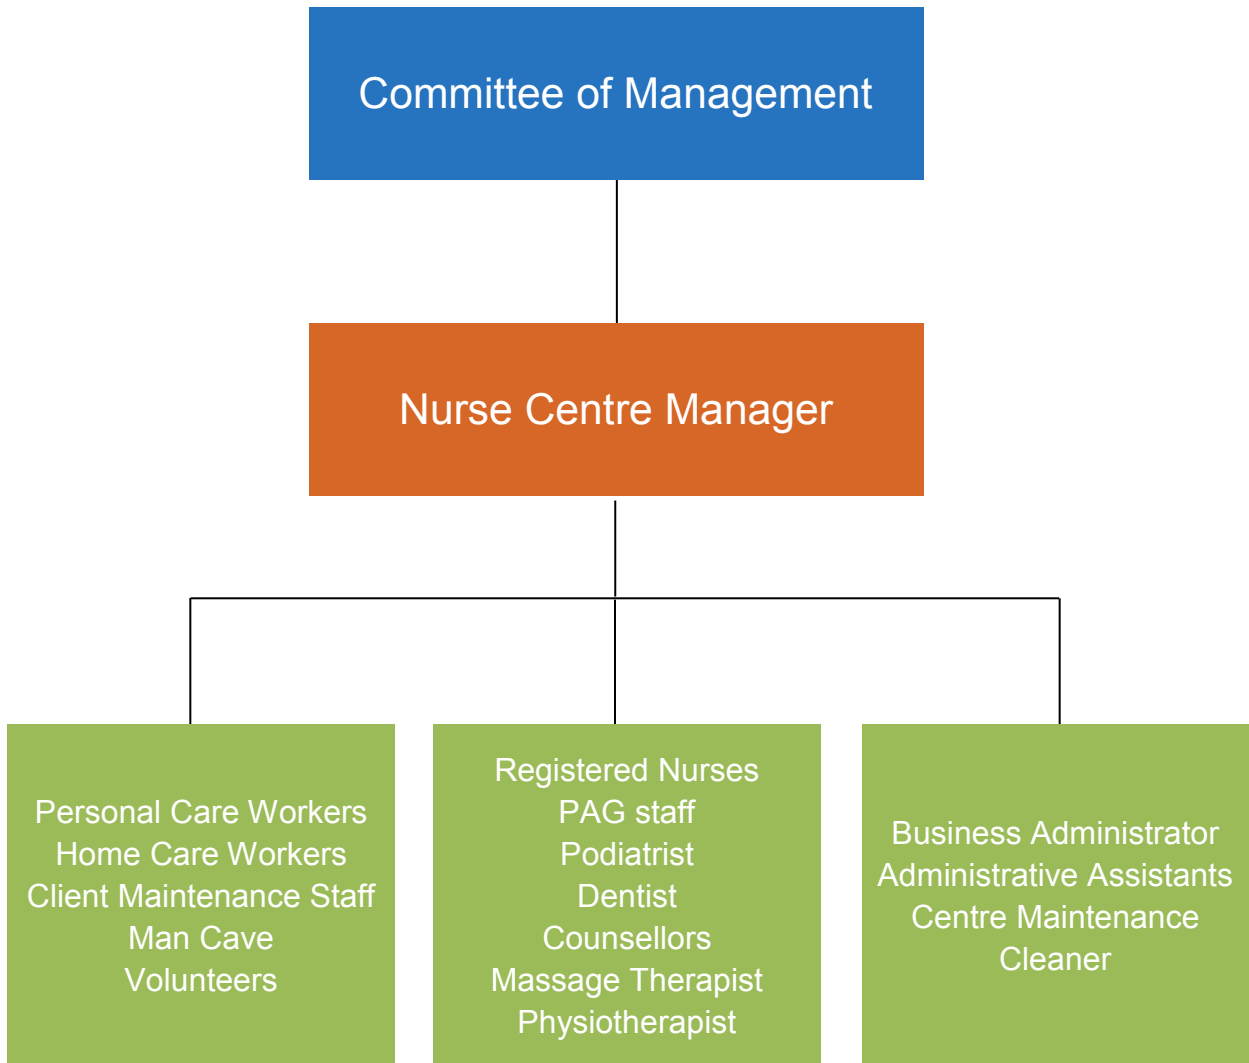 Committee of Management
Nurse Centre Manager
Personal Care Workers
Home Care Workers
Client Maintenance Staff
Man Cave
Volunteers
Registered Nurses
PAG staff
Podiatrist
Dentist
Counsellors
Massage Therapist
Physiotherapist
Business Administrator
Administrative Assistants
Centre Maintenance
Cleaner